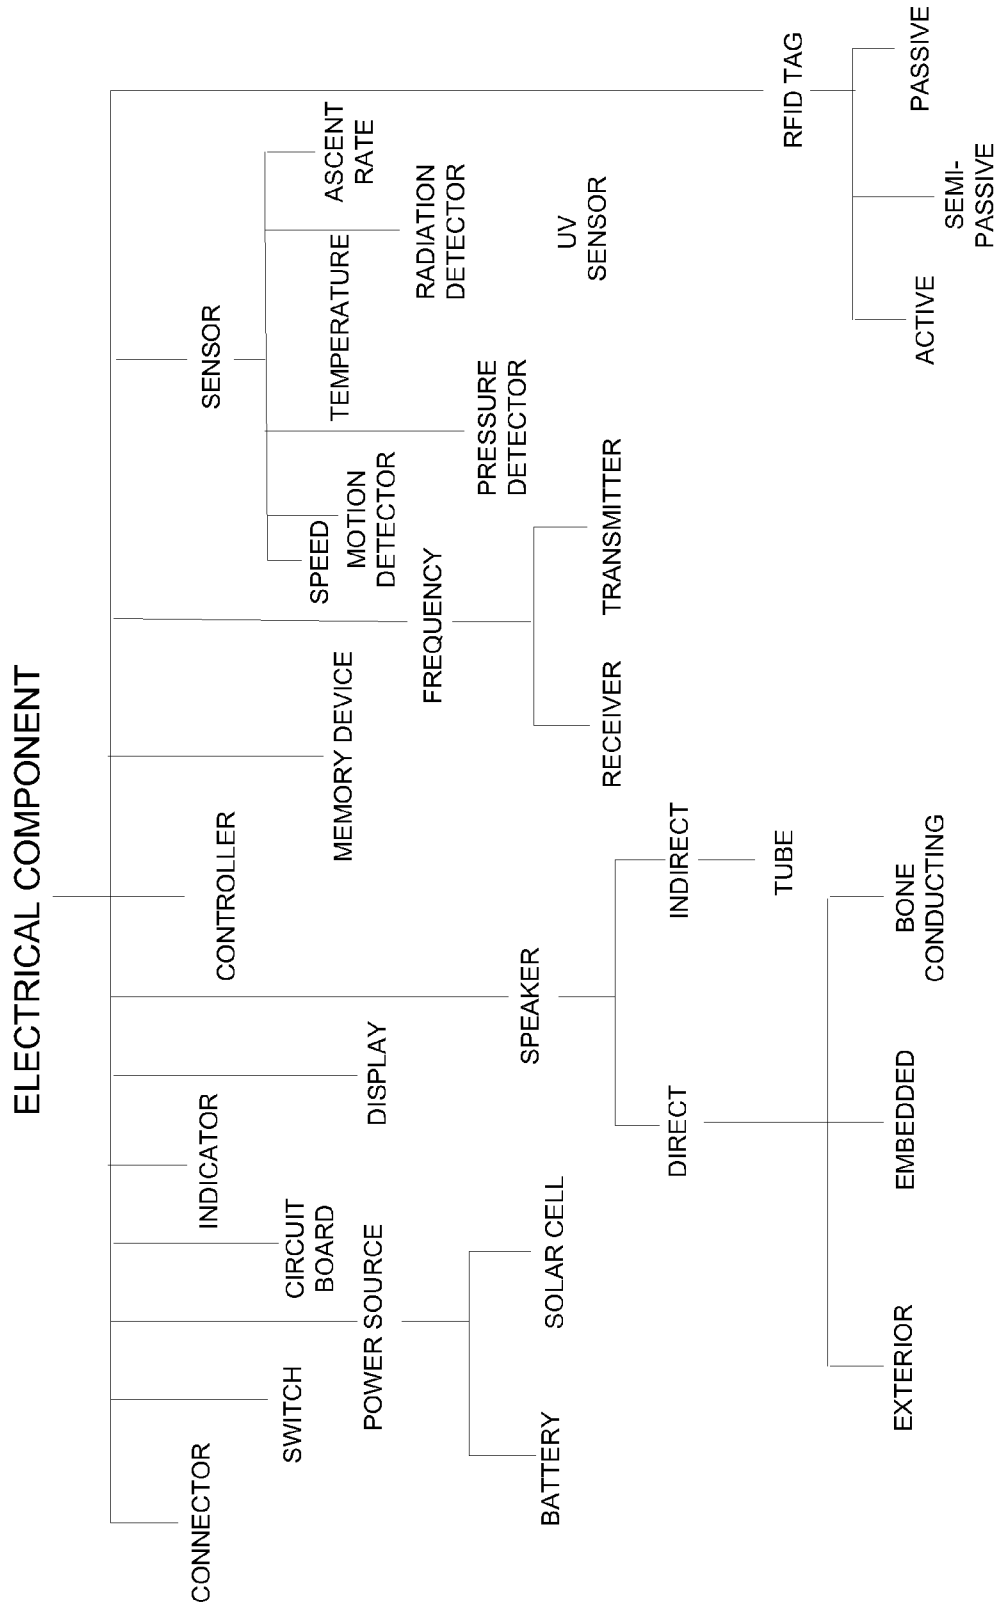 ELECTRICAL COMPONENT
CONNECTOR
SWITCH
POWER SOURCE
BATTERY
SOLAR CELL
CIRCUIT
BOARD
INDICATOR
DISPLAY
SPEAKER
DIRECT
EXTERIOR
EMBEDDED
BONE
CONDUCTING
INDIRECT
TUBE
CONTROLLER
MEMORY DEVICE
FREQUENCY
RECEIVER
TRANSMITTER
SENSOR
SPEED
MOTION
DETECTOR
PRESSURE
DETECTOR
TEMPERATURE
RADIATION
DETECTOR
UV
SENSOR
ASCENT
RATE
RFID TAG
ACTIVE
SEMI-
PASSIVE
PASSIVE